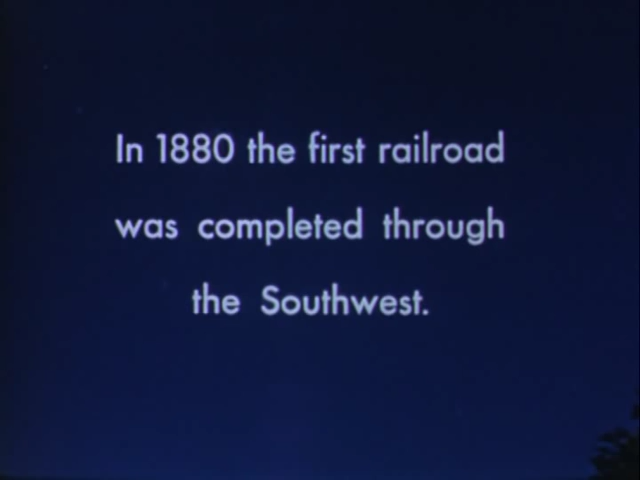 In 1880 the first railroad
was completed through
the Southwest.